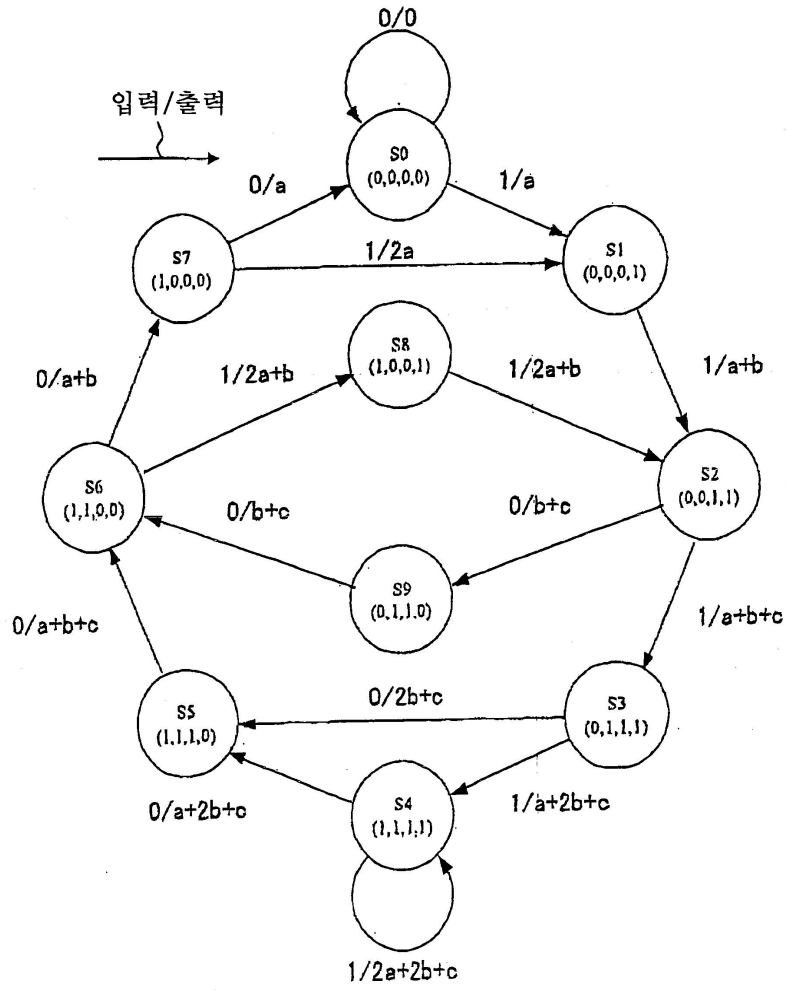 0/0
입력/출력
S0
(0,0,0,0)
0/a
1/a
S7
(1,0,0,0)
1/2a
S1
(0,0,0,1)
S8
(1,0,0,1)
0/a+b
1/2a+b
1/2a+b
1/a+b
S6
(1,1,0,0)
S2
(0,0,1,1)
0/b+c
0/b+c
S9
(0,1,1,0)
0/a+b+c
1/a+b+c
S5
(1,1,1,0)
0/2b+c
S3
(0,1,1,1)
0/a+2b+c
S4
(1,1,1,1)
1/a+2b+c
1/2a+2b+c